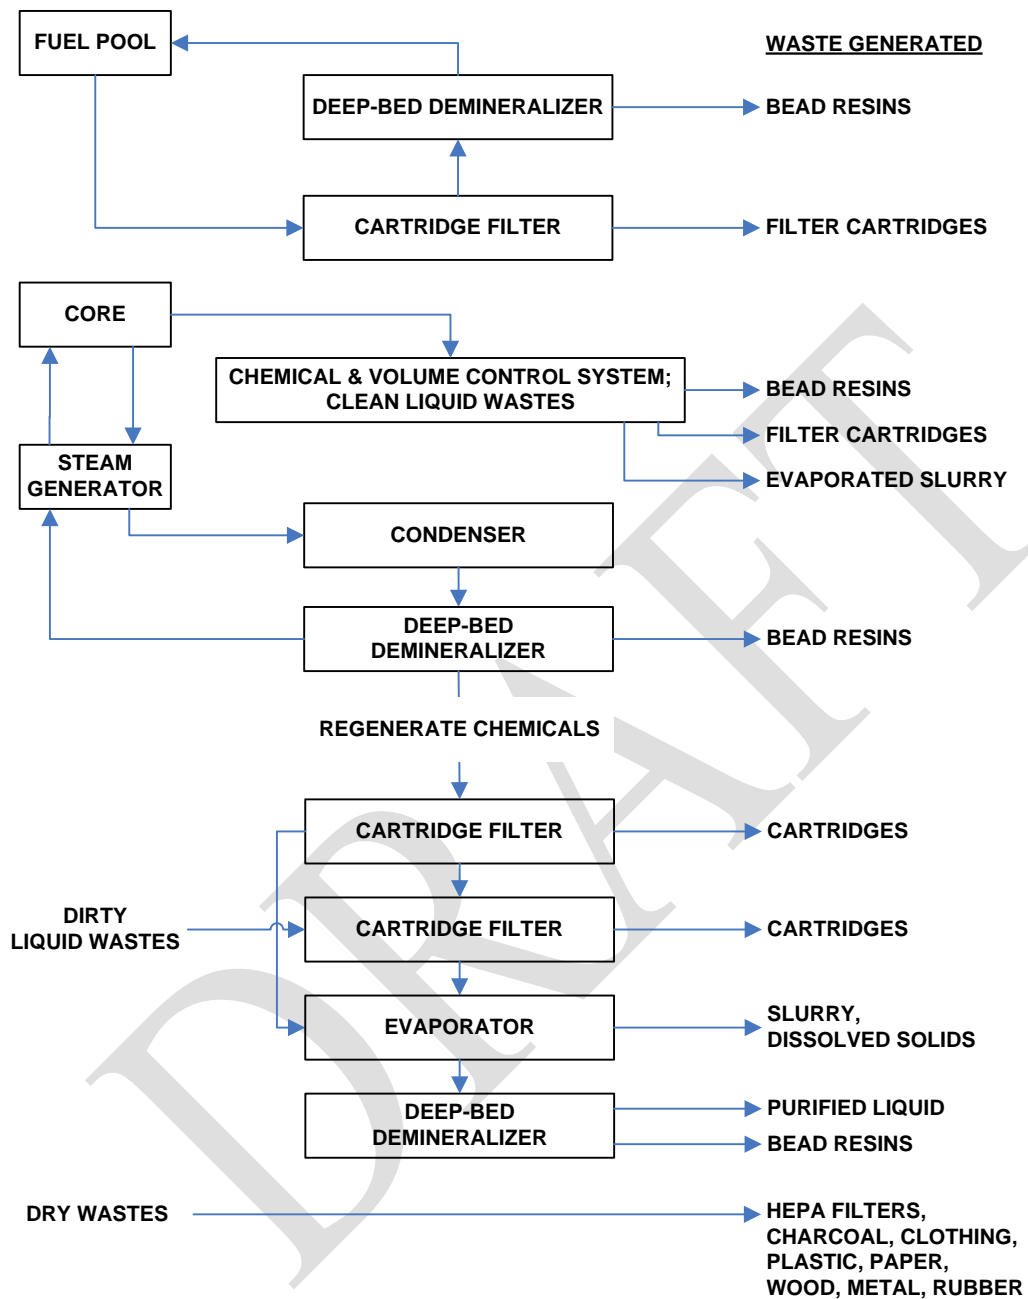 FUEL POOL
WASTE GENERATED
DEEP-BED DEMINERALIZER
BEAD RESINS
CARTRIDGE FILTER
FILTER CARTRIDGES
CORE
CHEMICAL & VOLUME CONTROL SYSTEM;
CLEAN LIQUID WASTES
BEAD RESINS
FILTER CARTRIDGES
EVAPORATED SLURRY
STEAM
GENERATOR
CONDENSER
DEEP-BED
DEMINERALIZER
BEAD RESINS
REGENERATE CHEMICALS
CARTRIDGE FILTER
CARTRIDGES
DIRTY
LIQUID WASTES
CARTRIDGE FILTER
CARTRIDGES
EVAPORATOR
SLURRY,
DISSOLVED SOLIDS
DEEP-BED
DEMINERALIZER
PURIFIED LIQUID
BEAD RESINS
DRY WASTES
HEPA FILTERS,
CHARCOAL, CLOTHING,
PLASTIC, PAPER,
WOOD, METAL, RUBBER
DRAFT